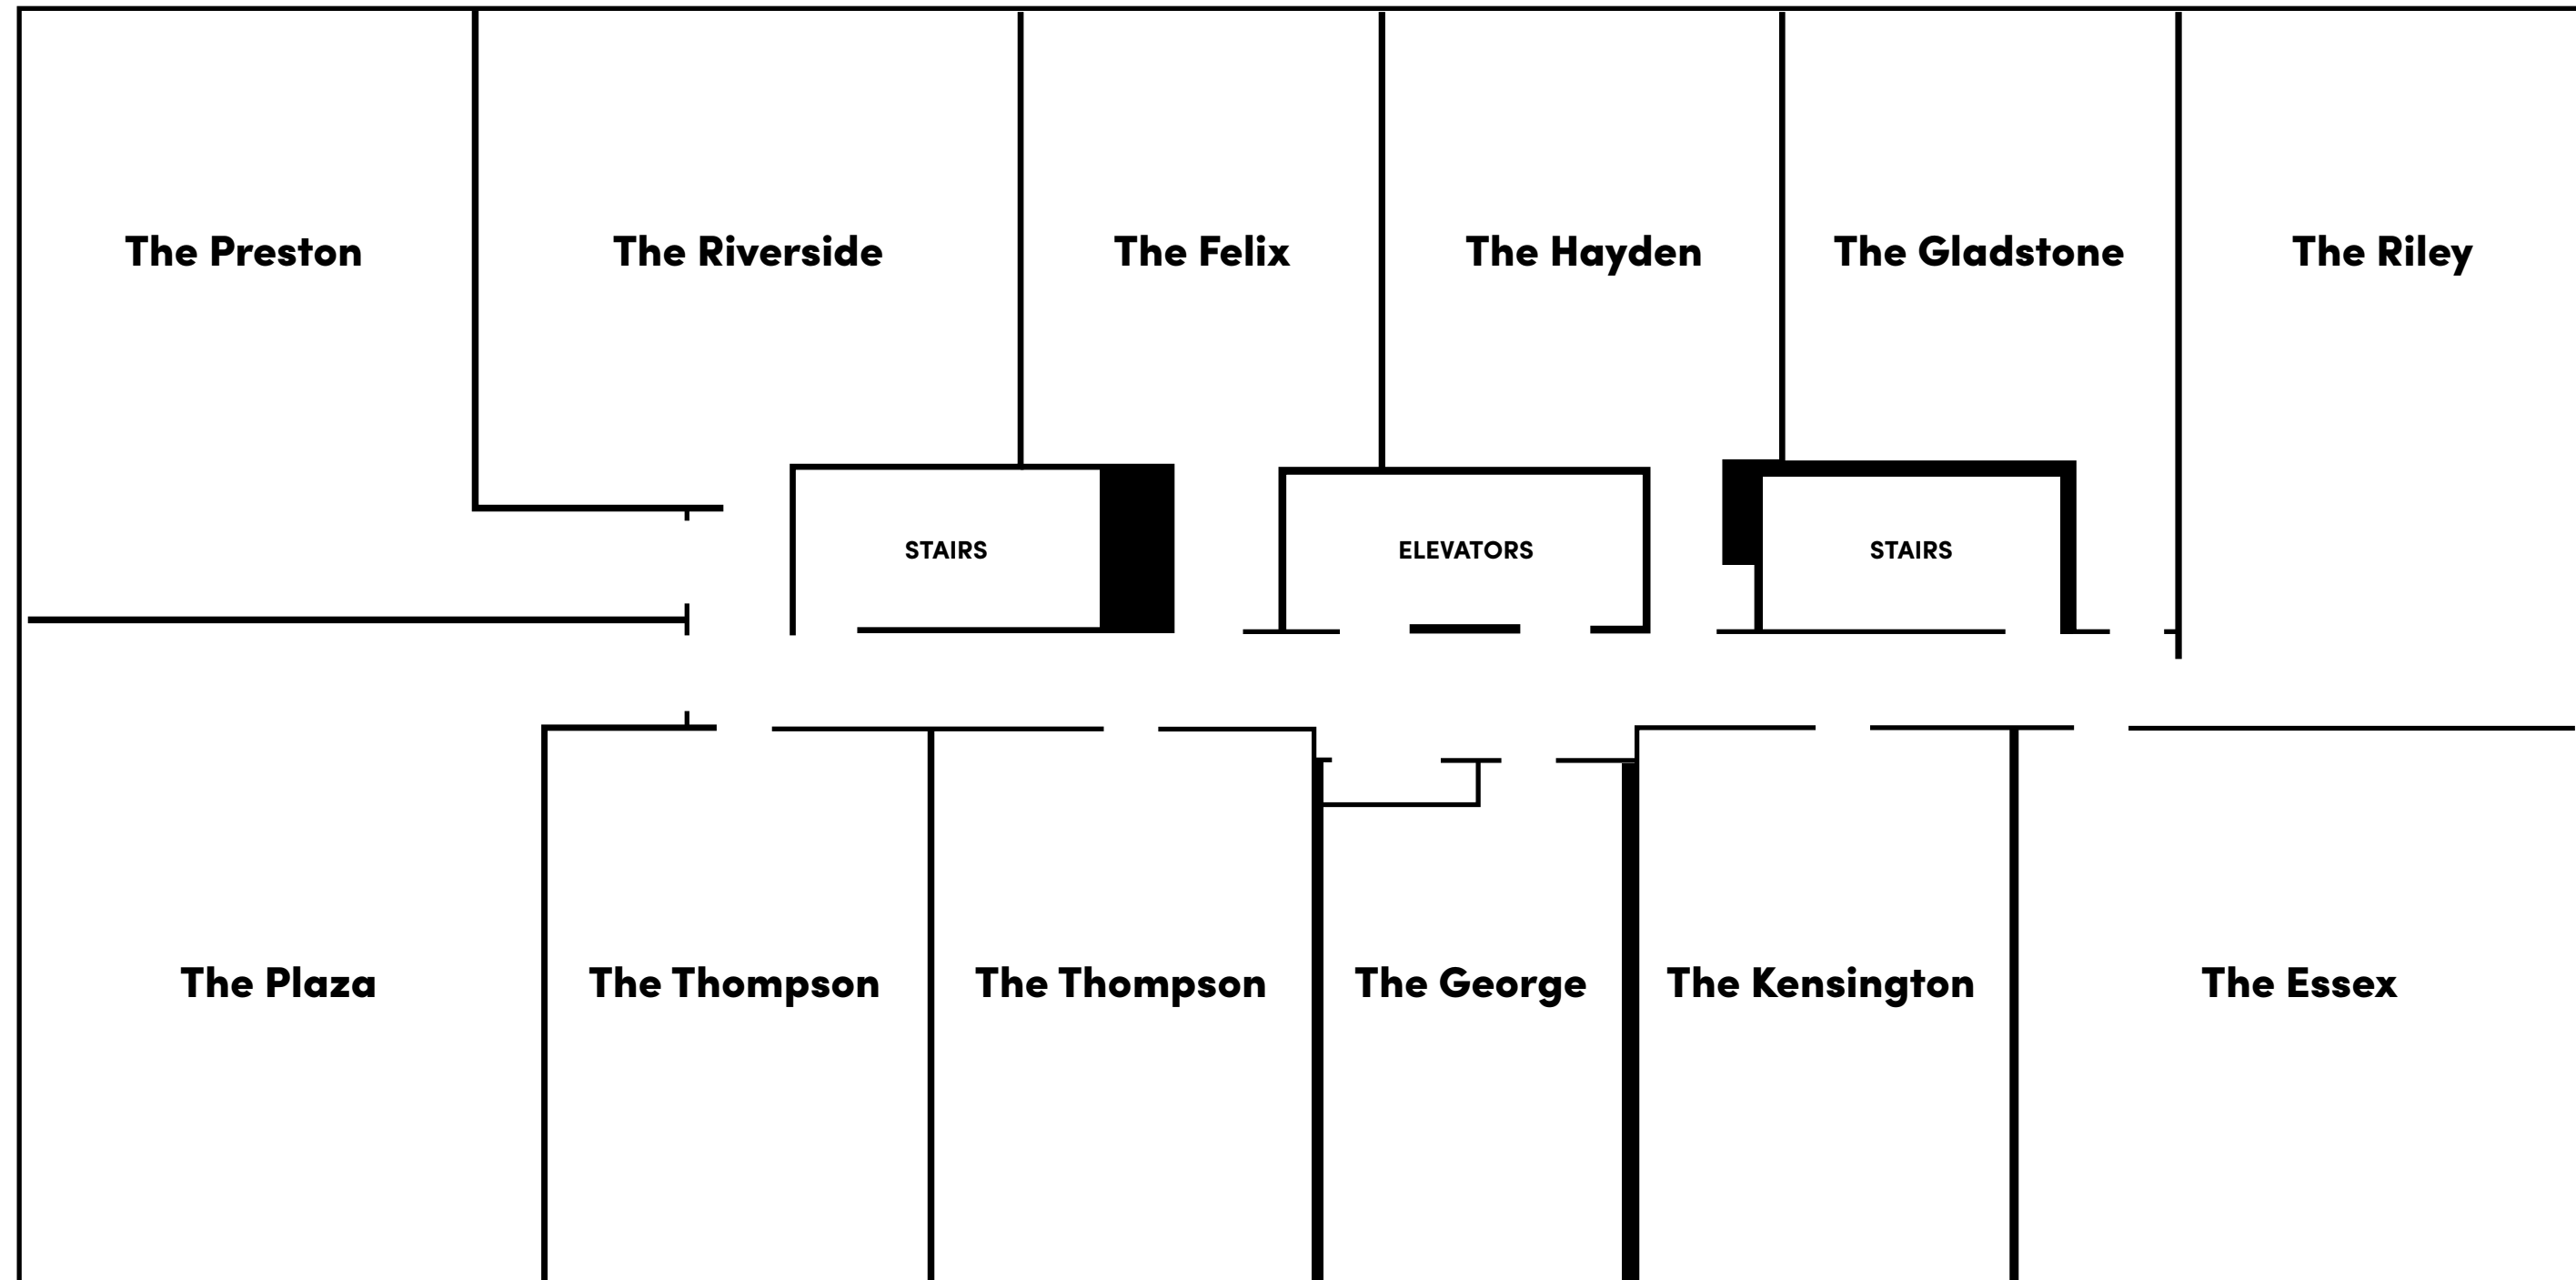 The Preston
The Riverside
The Felix
The Hayden
The Gladstone
The Riley
STAIRS
ELEVATORS
STAIRS
The Plaza
The Thompson
The Thompson
The George
The Kensington
The Essex